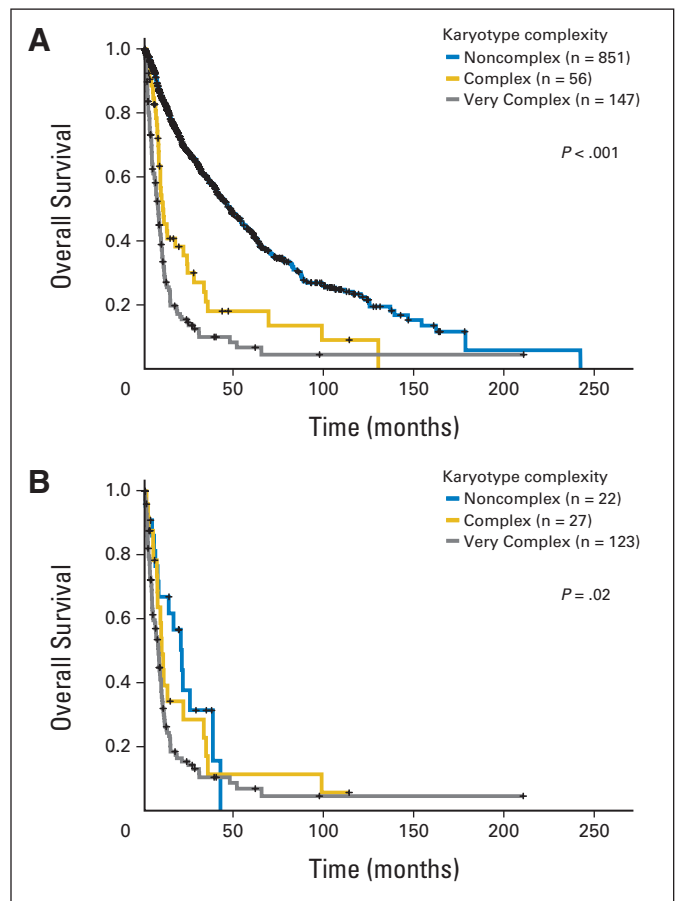 A
Karyotype complexity
Noncomplex (n = 851)
Complex (n = 56)
Very Complex (n = 147)
P < .001
Overall Survival
1.0
0.8
0.6
0.4
0.2
0 50 100 150 200 250
Time (months)
B
Karyotype complexity
Noncomplex (n = 22)
Complex (n = 27)
Very Complex (n = 123)
P = .02
Overall Survival
1.0
0.8
0.6
0.4
0.2
0 50 100 150 200 250
Time (months)